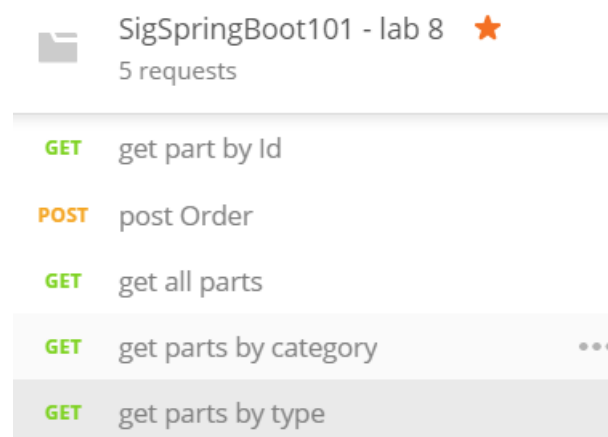 SigSpringBoot101 - lab 8
5 requests
GET get part by Id
POST post Order
GET get all parts
GET get parts by category
GET get parts by type